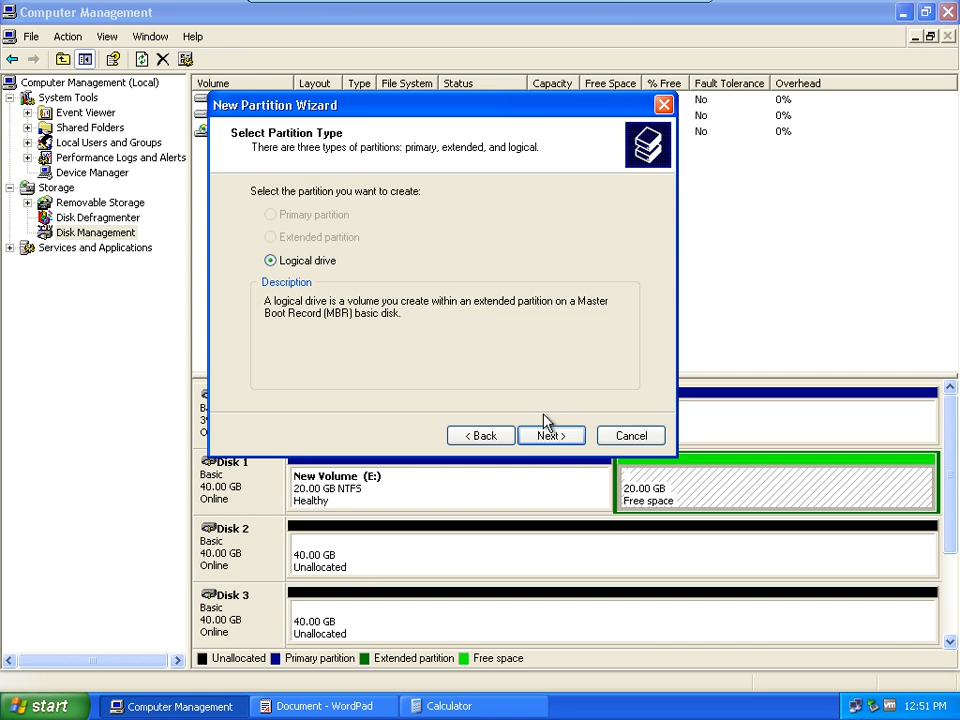 Computer Management
File Action View Window Help
Computer Management (Local)
System Tools
Event Viewer
Shared Folders
Local Users and Groups
Performance Logs and Alerts
Device Manager
Storage
Removable Storage
Disk Defragmenter
Disk Management
Services and Applications
Volume Layout Type File System Status Capacity Free Space % Free Fault Tolerance Overhead
No 0%
No 0%
No 0%
New Partition Wizard
Select Partition Type
There are three types of partitions: primary, extended, and logical.
Select the partition you want to create:
Primary partition
Extended partition
Logical drive
Description
A logical drive is a volume you create within an extended partition on a Master
Boot Record (MBR) basic disk.
< Back Next > Cancel
Disk 1
Basic
40.00 GB
Online
New Volume (E:)
20.00 GB NTFS
Healthy
20.00 GB
Free space
Disk 2
Basic
40.00 GB
Online
40.00 GB
Unallocated
Disk 3
Basic
40.00 GB
Online
40.00 GB
Unallocated
Unallocated Primary partition Extended partition Free space
start Computer Management Document - WordPad Calculator 12:51 PM